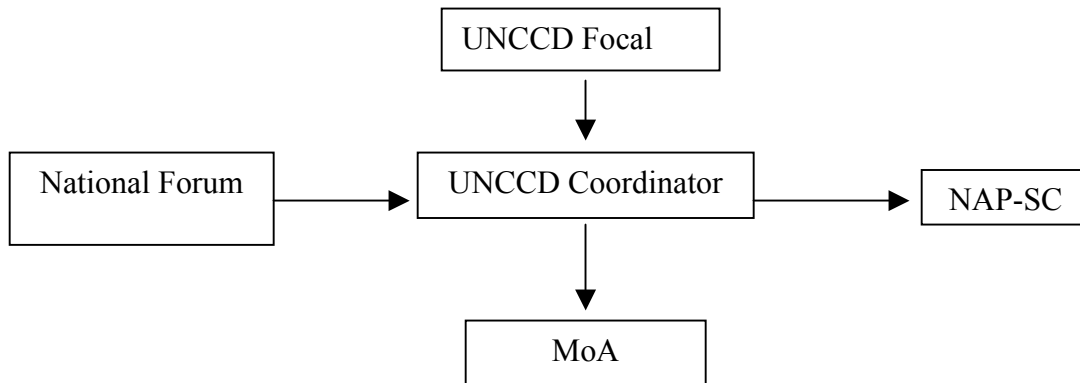 UNCCD Focal
National Forum
UNCCD Coordinator
NAP-SC
MoA